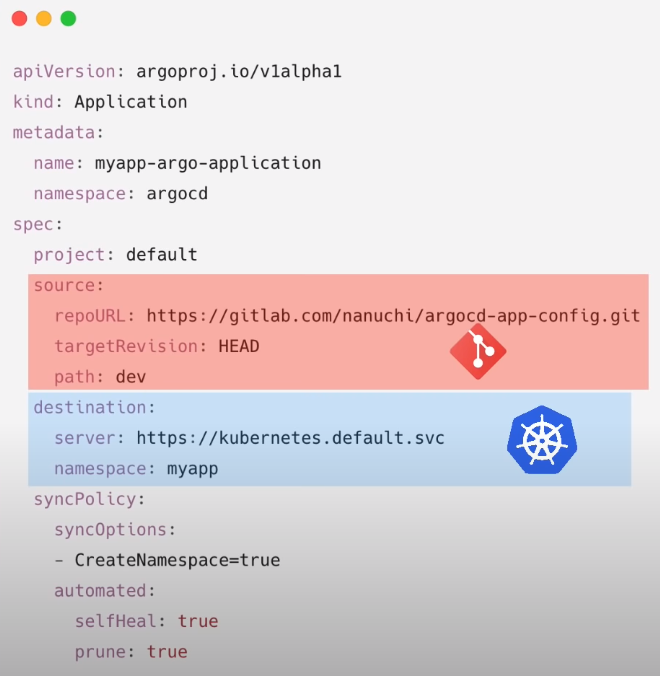 apiVersion: argoproj.io/v1alpha1
kind: Application
metadata:
  name: myapp-argo-application
  namespace: argocd
spec:
  project: default
  source:
    repoURL: https://gitlab.com/nanuchi/argocd-app-config.git
    targetRevision: HEAD
    path: dev
  destination:
    server: https://kubernetes.default.svc
    namespace: myapp
  syncPolicy:
    syncOptions:
    - CreateNamespace=true
    automated:
      selfHeal: true
      prune: true